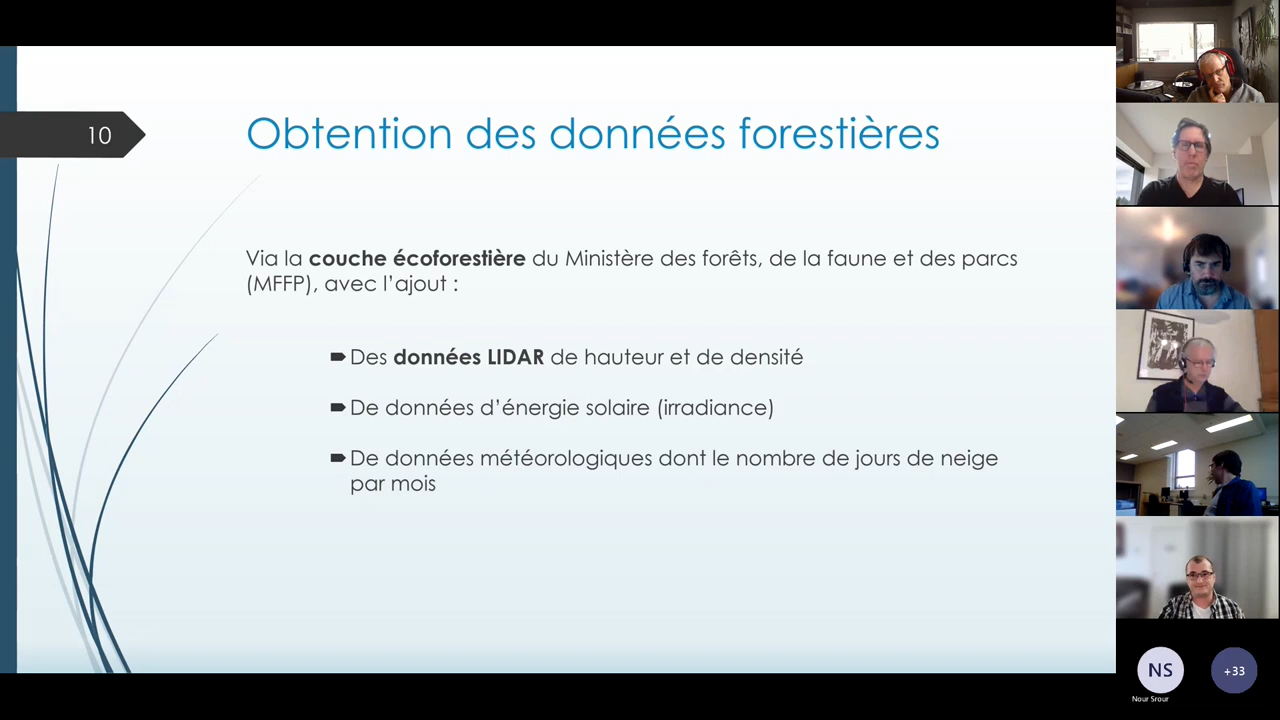 10
Obtention des données forestières
Via la couche écoforestière du Ministère des forêts, de la faune et des parcs
(MFFP), avec l'ajout :
Des données LIDAR de hauteur et de densité
De données d'énergie solaire (irradiance)
De données météorologiques dont le nombre de jours de neige
par mois
NS
+33
Nour Srour